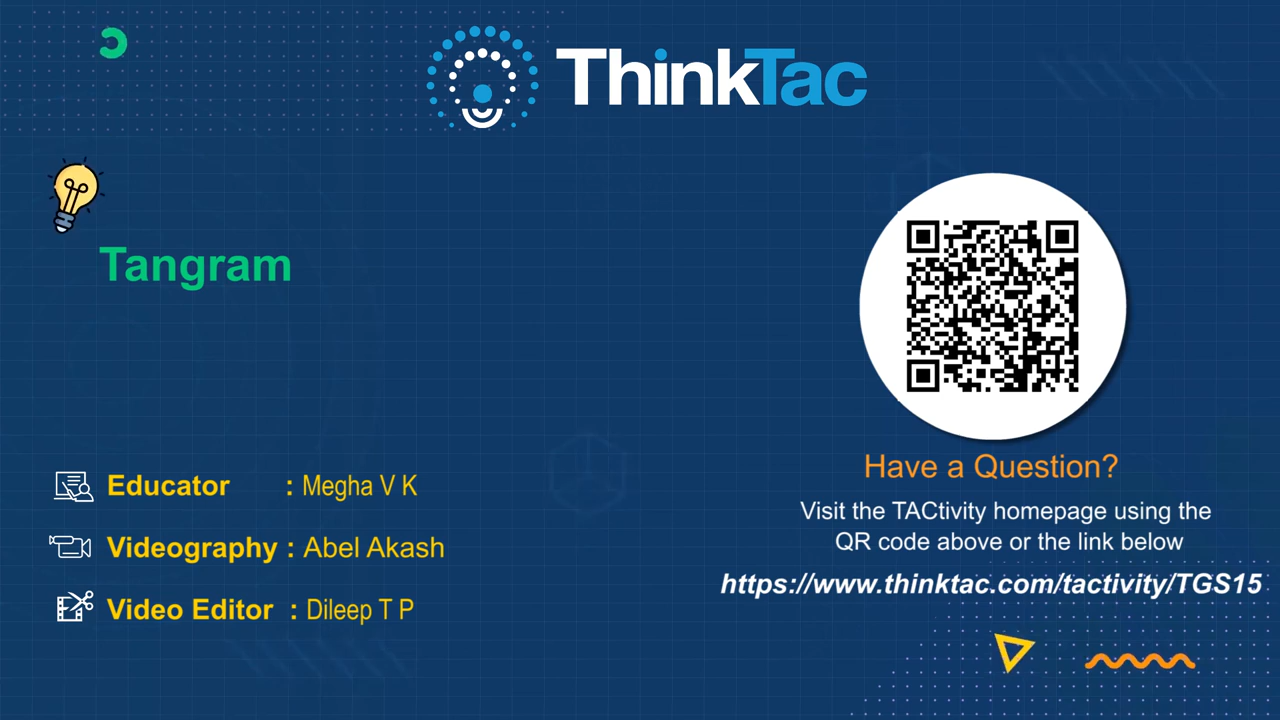 ThinkTac
Tangram
Educator : Megha V K
Videography : Abel Akash
Video Editor : Dileep T P
Have a Question?
Visit the TACtivity homepage using the
QR code above or the link below
https://www.thinktac.com/tactivity/TGS15